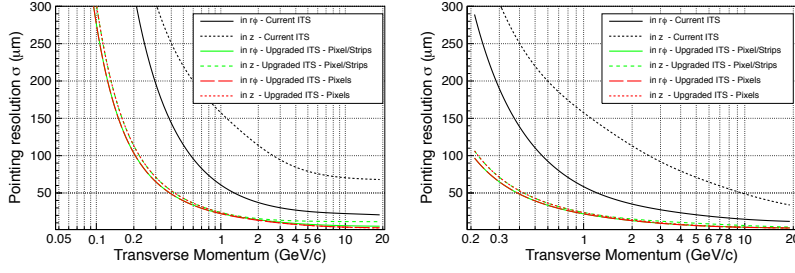 Pointing resolution σ (μm)
300
250
200
150
100
50
in rφ - Current ITS
in z - Current ITS
in rφ - Upgraded ITS - Pixel/Strips
in z - Upgraded ITS - Pixel/Strips
in rφ - Upgraded ITS - Pixels
in z - Upgraded ITS - Pixels
0.05 0.1 0.2 1 2 3 4 5 6 10 20
Transverse Momentum (GeV/c)
Pointing resolution σ (μm)
300
250
200
150
100
50
in rφ - Current ITS
in z - Current ITS
in rφ - Upgraded ITS - Pixel/Strips
in z - Upgraded ITS - Pixel/Strips
in rφ - Upgraded ITS - Pixels
in z - Upgraded ITS - Pixels
0.2 0.3 1 2 3 4 5 6 7 8 10 20
Transverse Momentum (GeV/c)